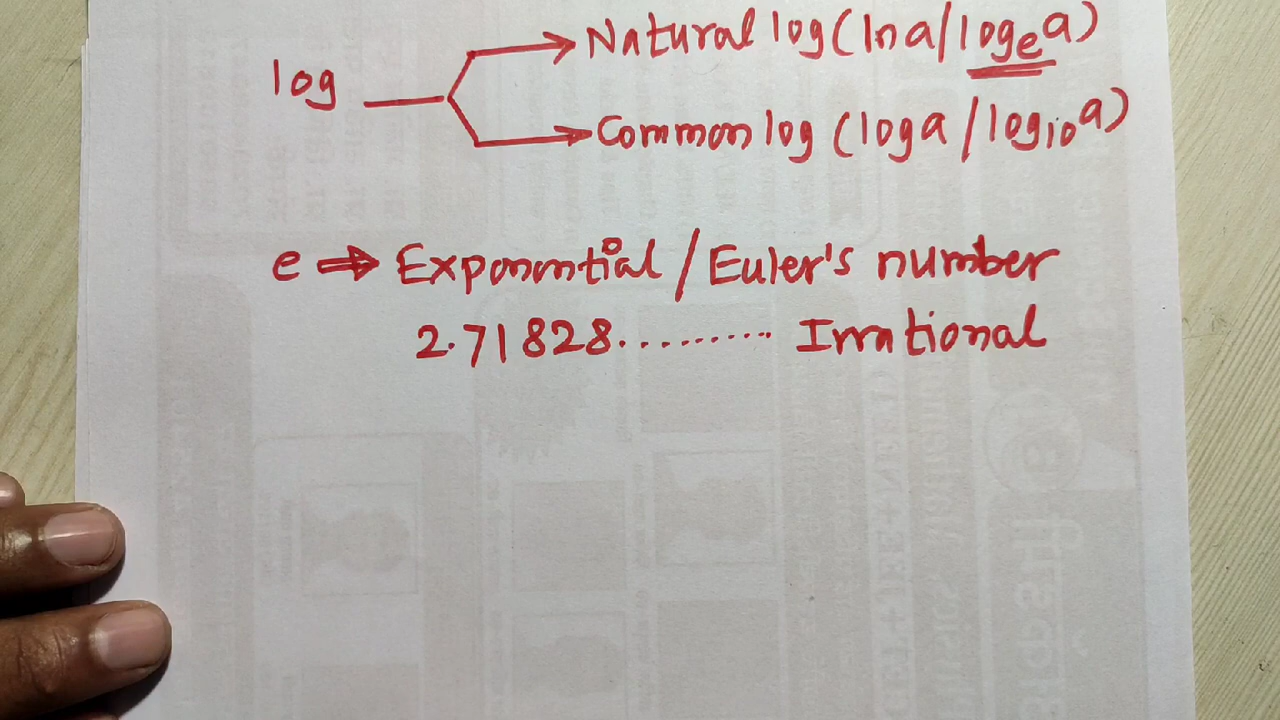 Natural log (ln a / logₑa)
log
Common log (log a / log₁₀a)
e ⇒ Exponential / Euler's number
2.71828.......... Irrational